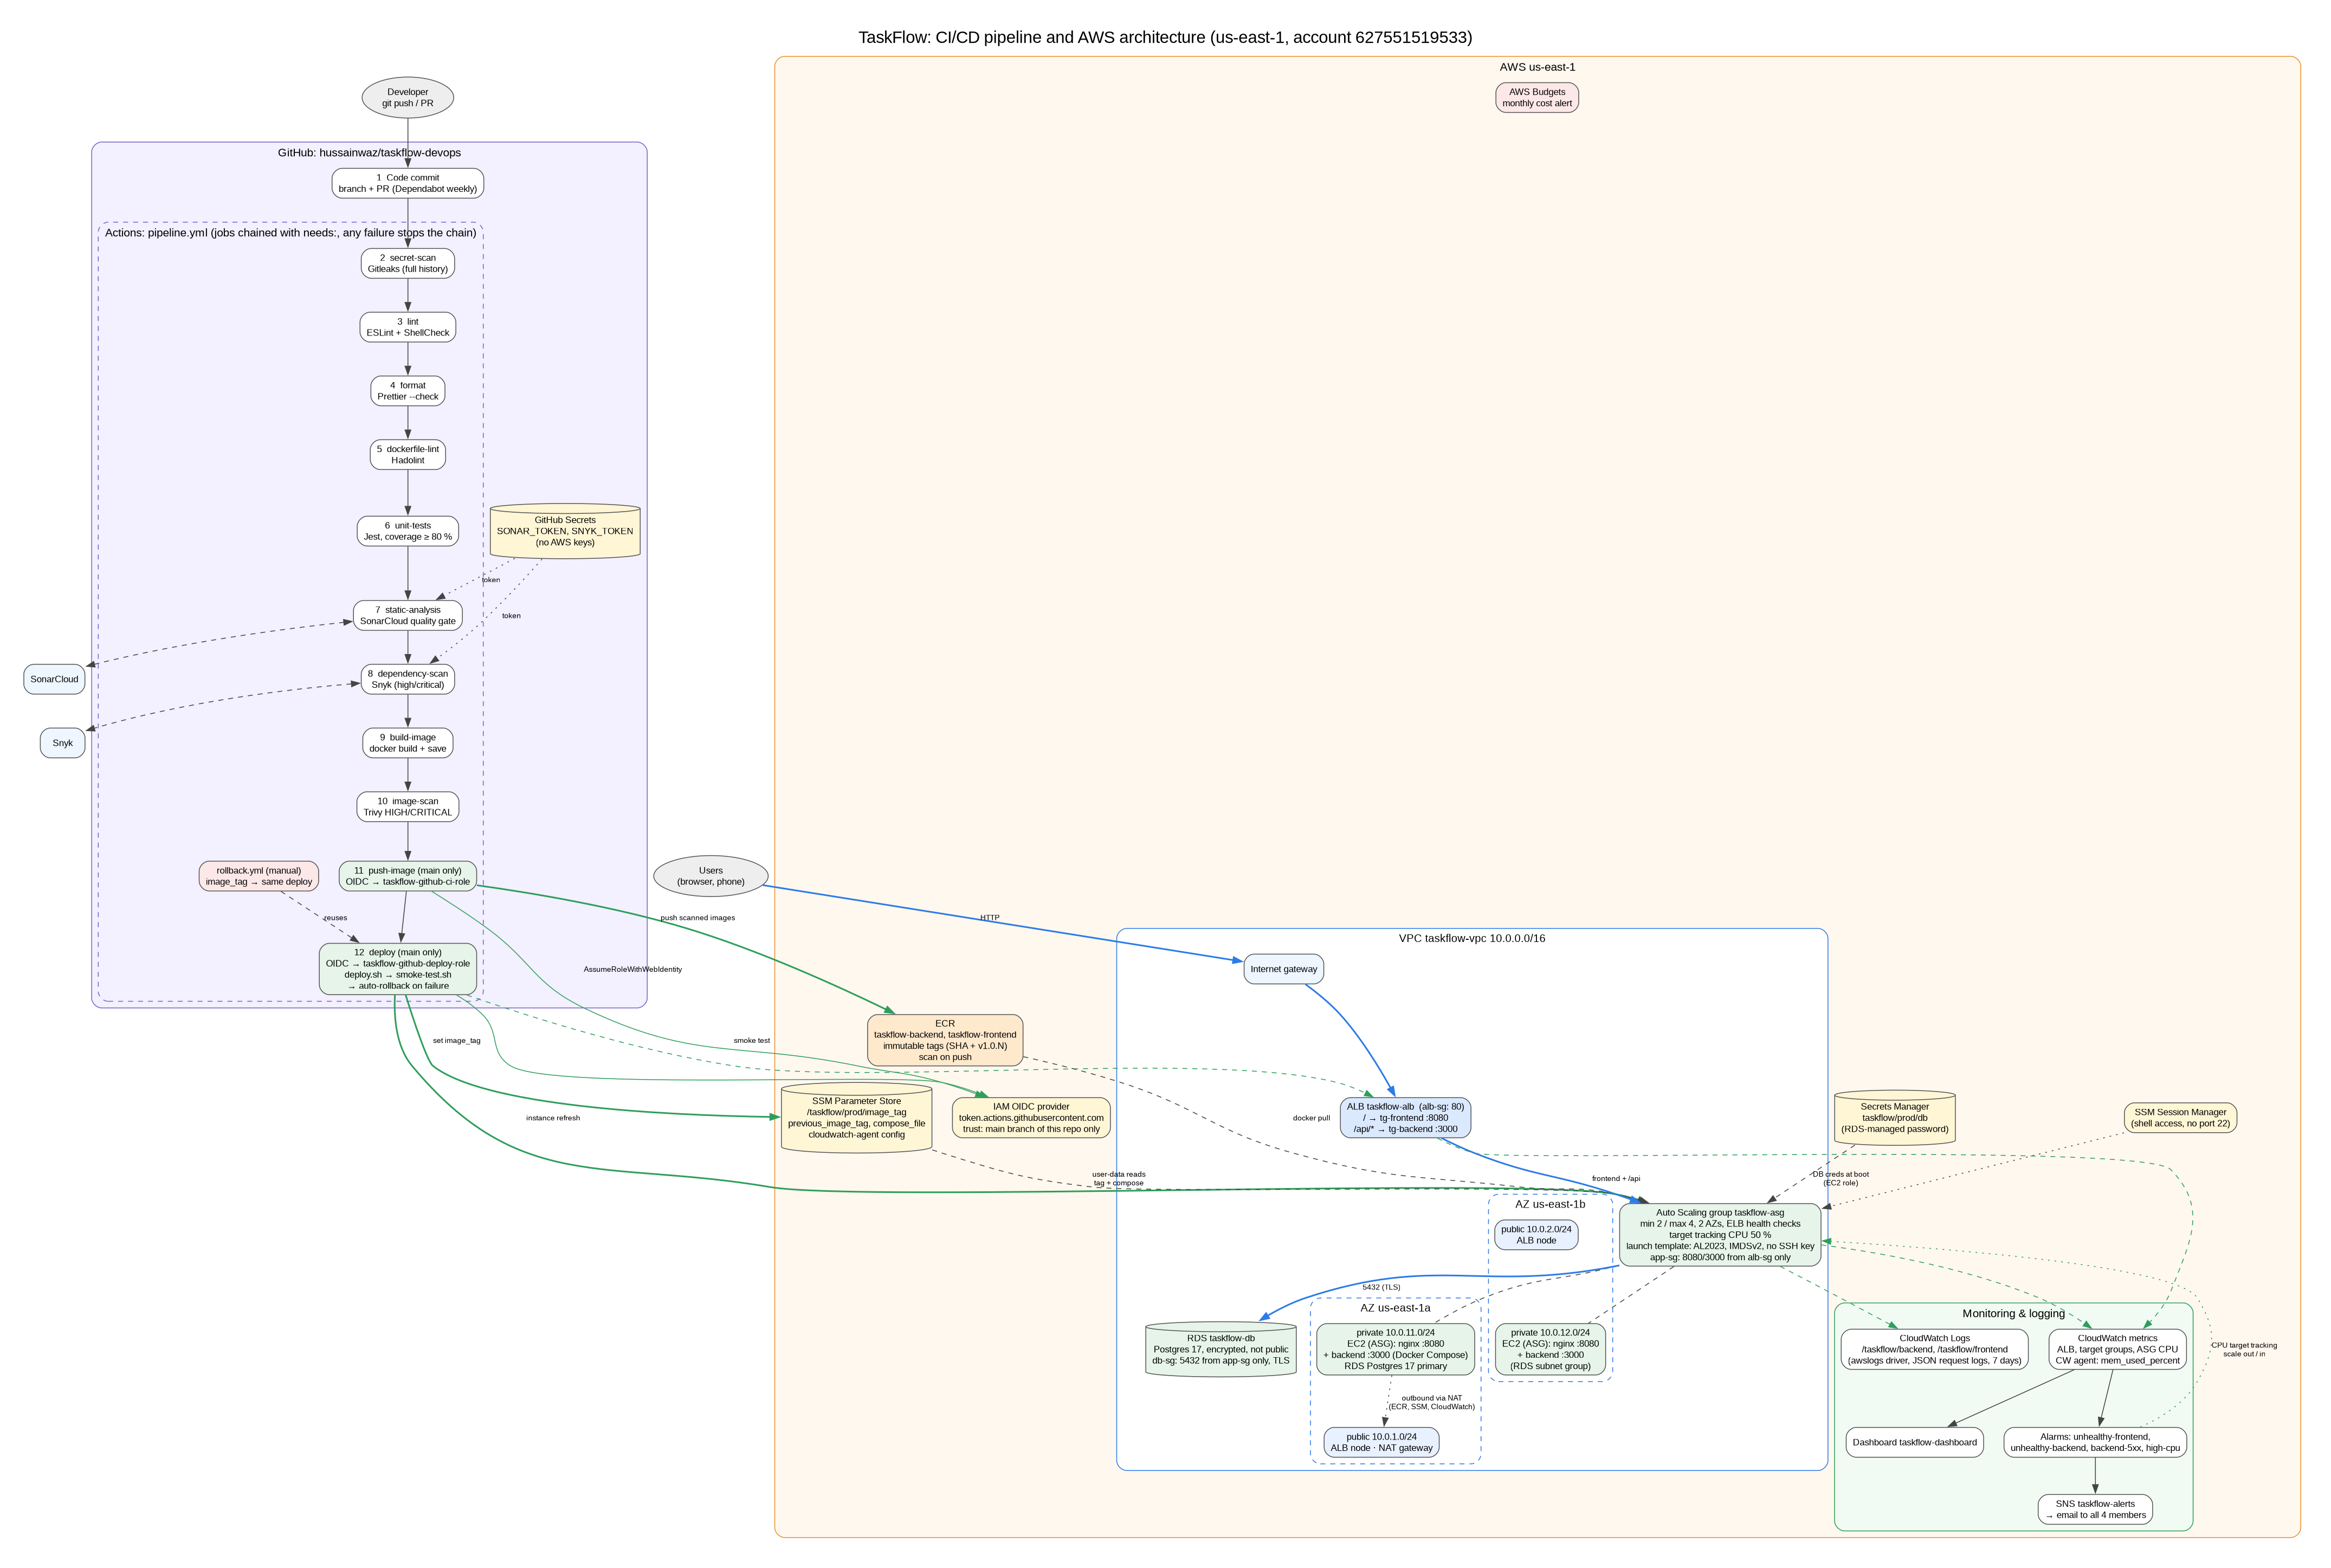 TaskFlow: CI/CD pipeline and AWS architecture (us-east-1, account 627551519533)
AWS us-east-1
AWS Budgets
monthly cost alert
Developer
git push / PR
GitHub: hussainwaz/taskflow-devops
1  Code commit
branch + PR (Dependabot weekly)
Actions: pipeline.yml (jobs chained with needs:, any failure stops the chain)
2  secret-scan
Gitleaks (full history)
3  lint
ESLint + ShellCheck
4  format
Prettier --check
5  dockerfile-lint
Hadolint
6  unit-tests
Jest, coverage ≥ 80 %
GitHub Secrets
SONAR_TOKEN, SNYK_TOKEN
(no AWS keys)
token
token
7  static-analysis
SonarCloud quality gate
SonarCloud
8  dependency-scan
Snyk (high/critical)
Snyk
9  build-image
docker build + save
10  image-scan
Trivy HIGH/CRITICAL
rollback.yml (manual)
image_tag → same deploy
11  push-image (main only)
OIDC → taskflow-github-ci-role
reuses
12  deploy (main only)
OIDC → taskflow-github-deploy-role
deploy.sh → smoke-test.sh
→ auto-rollback on failure
Users
(browser, phone)
push scanned images
HTTP
AssumeRoleWithWebIdentity
set image_tag
smoke test
instance refresh
VPC taskflow-vpc 10.0.0.0/16
Internet gateway
ECR
taskflow-backend, taskflow-frontend
immutable tags (SHA + v1.0.N)
scan on push
SSM Parameter Store
/taskflow/prod/image_tag
previous_image_tag, compose_file
cloudwatch-agent config
IAM OIDC provider
token.actions.githubusercontent.com
trust: main branch of this repo only
docker pull
ALB taskflow-alb  (alb-sg: 80)
/ → tg-frontend :8080
/api/* → tg-backend :3000
Secrets Manager
taskflow/prod/db
(RDS-managed password)
SSM Session Manager
(shell access, no port 22)
user-data reads
tag + compose
frontend + /api
DB creds at boot
(EC2 role)
AZ us-east-1b
public 10.0.2.0/24
ALB node
Auto Scaling group taskflow-asg
min 2 / max 4, 2 AZs, ELB health checks
target tracking CPU 50 %
launch template: AL2023, IMDSv2, no SSH key
app-sg: 8080/3000 from alb-sg only
5432 (TLS)
AZ us-east-1a
RDS taskflow-db
Postgres 17, encrypted, not public
db-sg: 5432 from app-sg only, TLS
private 10.0.11.0/24
EC2 (ASG): nginx :8080
+ backend :3000 (Docker Compose)
RDS Postgres 17 primary
private 10.0.12.0/24
EC2 (ASG): nginx :8080
+ backend :3000
(RDS subnet group)
outbound via NAT
(ECR, SSM, CloudWatch)
public 10.0.1.0/24
ALB node · NAT gateway
Monitoring & logging
CloudWatch Logs
/taskflow/backend, /taskflow/frontend
(awslogs driver, JSON request logs, 7 days)
CloudWatch metrics
ALB, target groups, ASG CPU
CW agent: mem_used_percent
CPU target tracking
scale out / in
Dashboard taskflow-dashboard
Alarms: unhealthy-frontend,
unhealthy-backend, backend-5xx, high-cpu
SNS taskflow-alerts
→ email to all 4 members